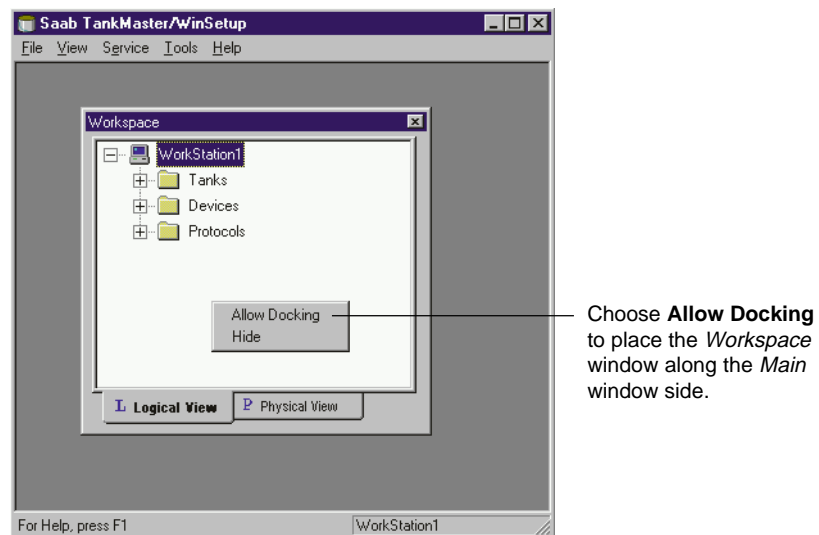 Saab TankMaster/WinSetup
File View Service Tools Help
Workspace
WorkStation1
Tanks
Devices
Protocols
Allow Docking
Hide
Choose Allow Docking
to place the Workspace
window along the Main
window side.
L Logical View P Physical View
For Help, press F1 WorkStation1